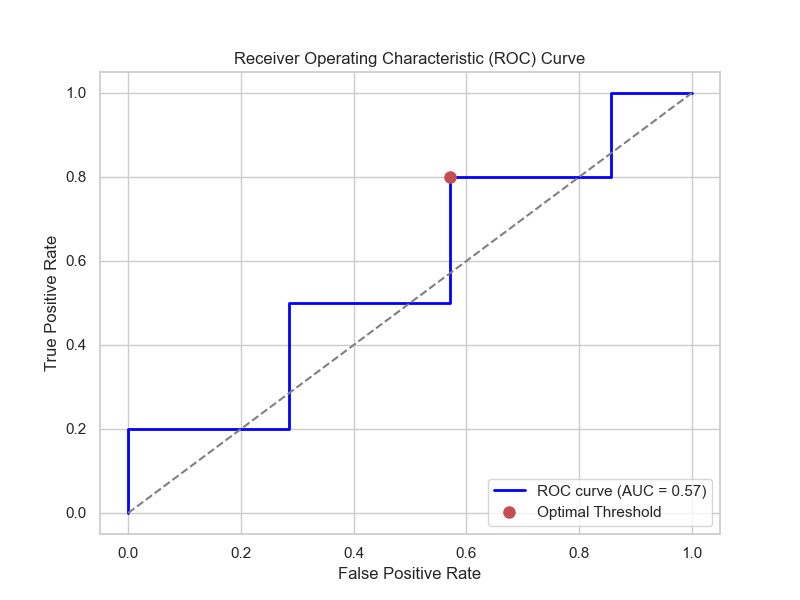 Receiver Operating Characteristic (ROC) Curve
True Positive Rate
1.0
0.8
0.6
0.4
0.2
0.0
0.0 0.2 0.4 0.6 0.8 1.0
False Positive Rate
ROC curve (AUC = 0.57)
Optimal Threshold